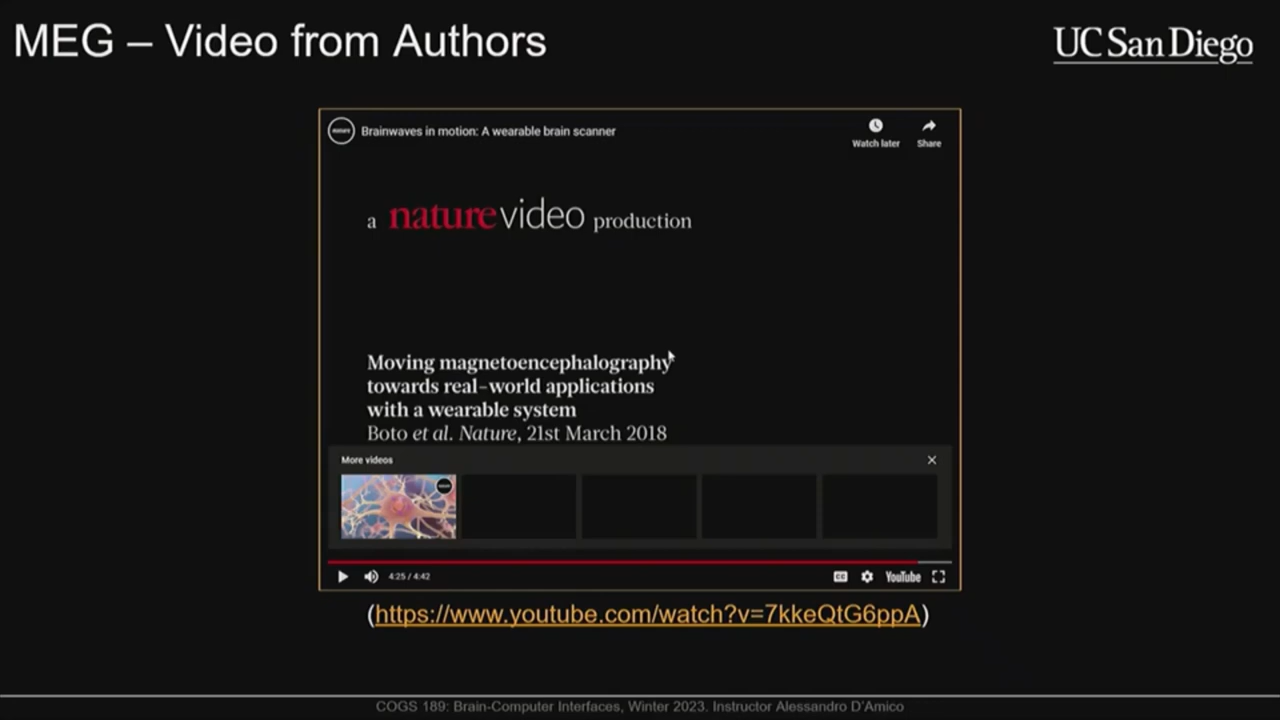 MEG – Video from Authors
UC San Diego
nature
Brainwaves in motion: A wearable brain scanner
Watch later
Share
a nature video production
Moving magnetoencephalography
towards real-world applications
with a wearable system
Boto et al. Nature, 21st March 2018
More videos
4:25 / 4:42
CC
YouTube
(https://www.youtube.com/watch?v=7kkeQtG6ppA)
COGS 189: Brain-Computer Interfaces, Winter 2023. Instructor Alessandro D'Amico